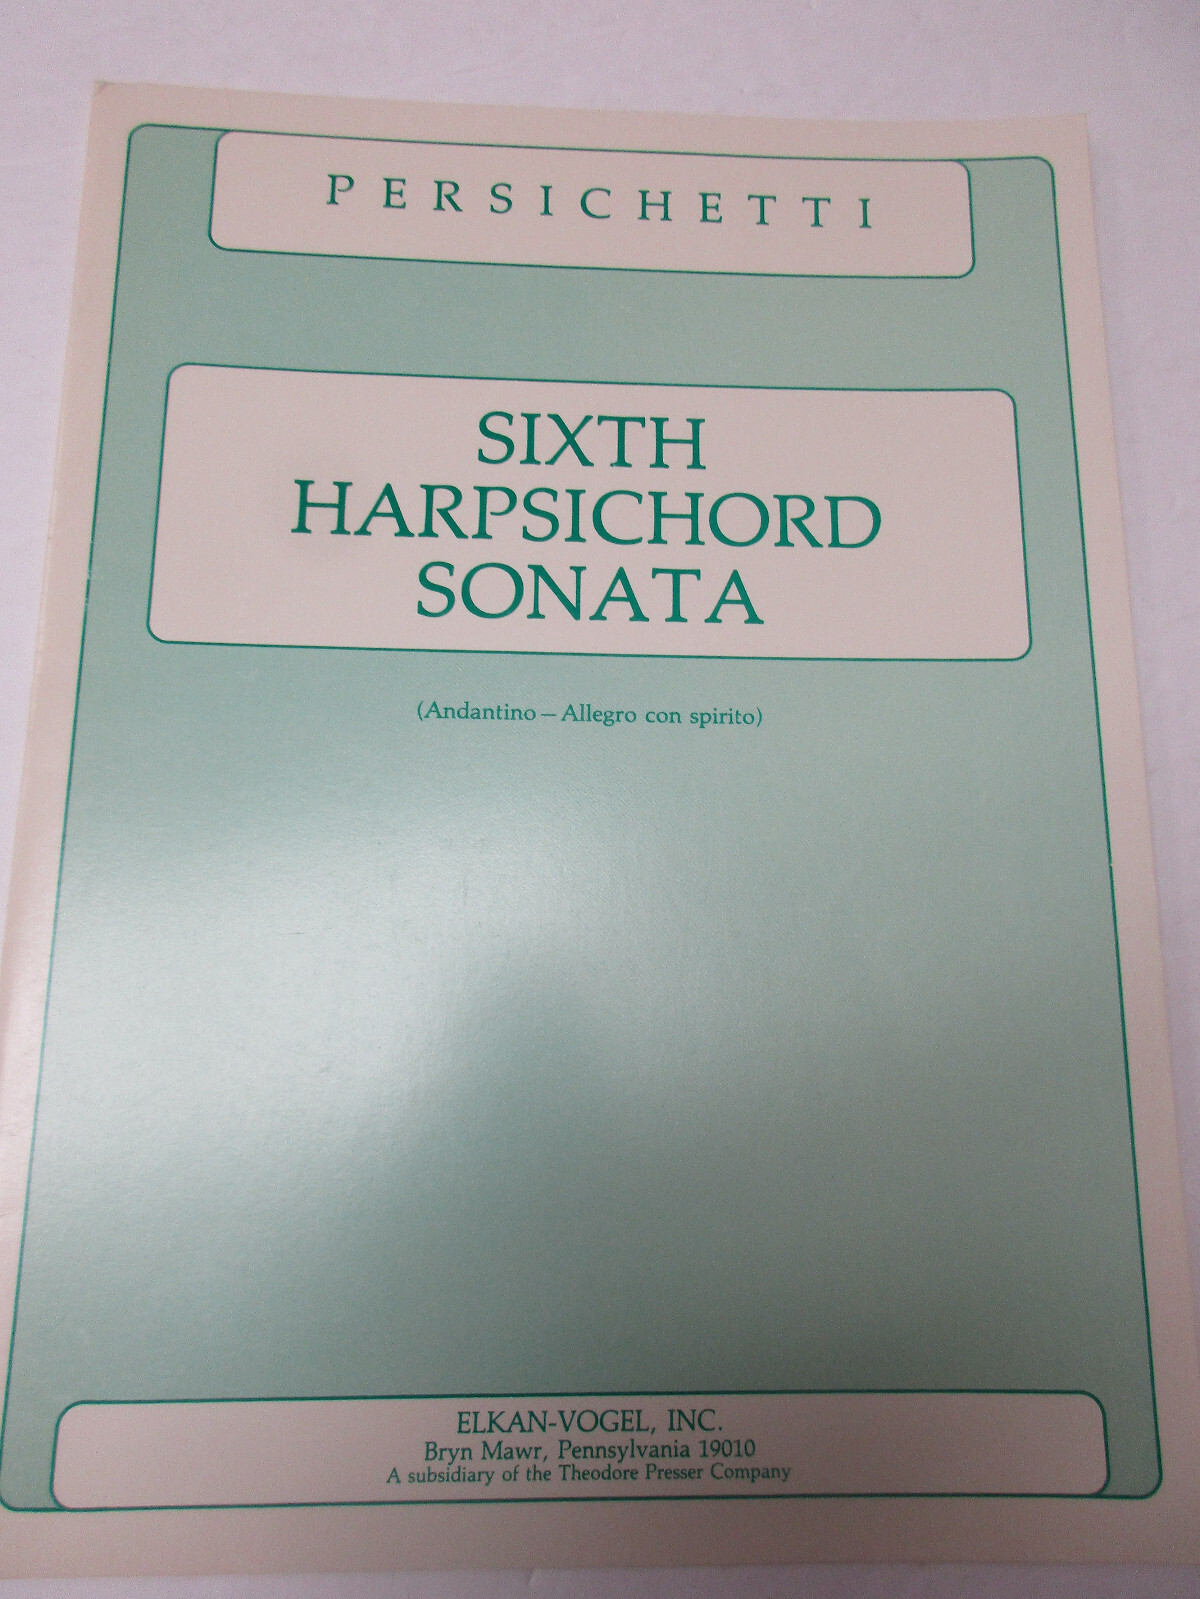 PERSICHETTI
SIXTH
HARPSICHORD
SONATA
(Andantino – Allegro con spirito)
ELKAN-VOGEL, INC.
Bryn Mawr, Pennsylvania 19010
A subsidiary of the Theodore Presser Company